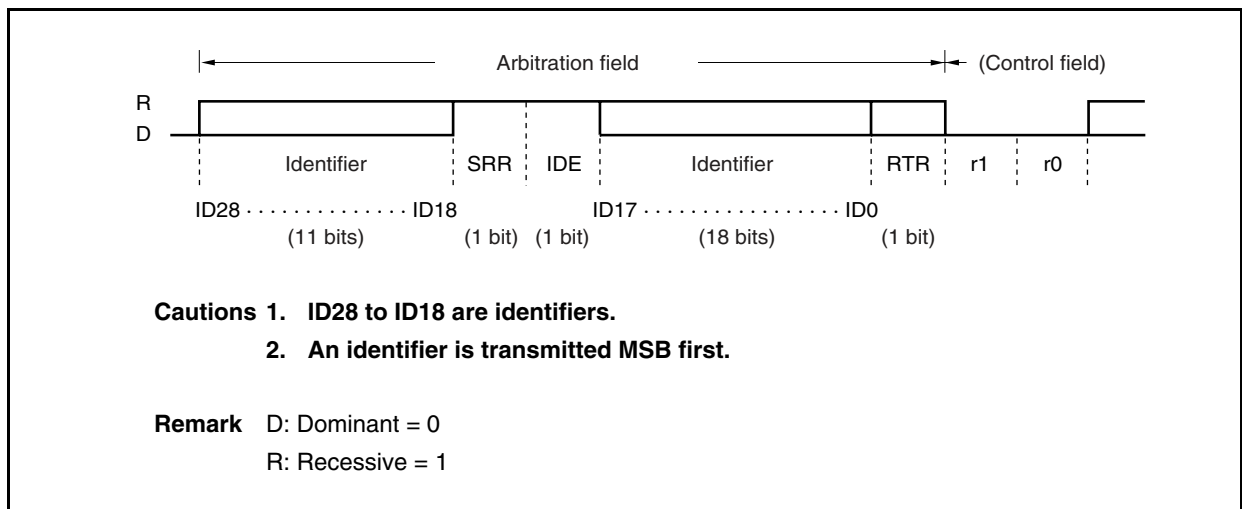 Arbitration field (Control field)
R
D
Identifier SRR IDE Identifier RTR r1 r0
ID28 · · · · · · · · · · · · · · ID18 ID17 · · · · · · · · · · · · · · · · · ID0
(11 bits) (1 bit) (1 bit) (18 bits) (1 bit)
Cautions 1. ID28 to ID18 are identifiers.
2. An identifier is transmitted MSB first.
Remark D: Dominant = 0
R: Recessive = 1